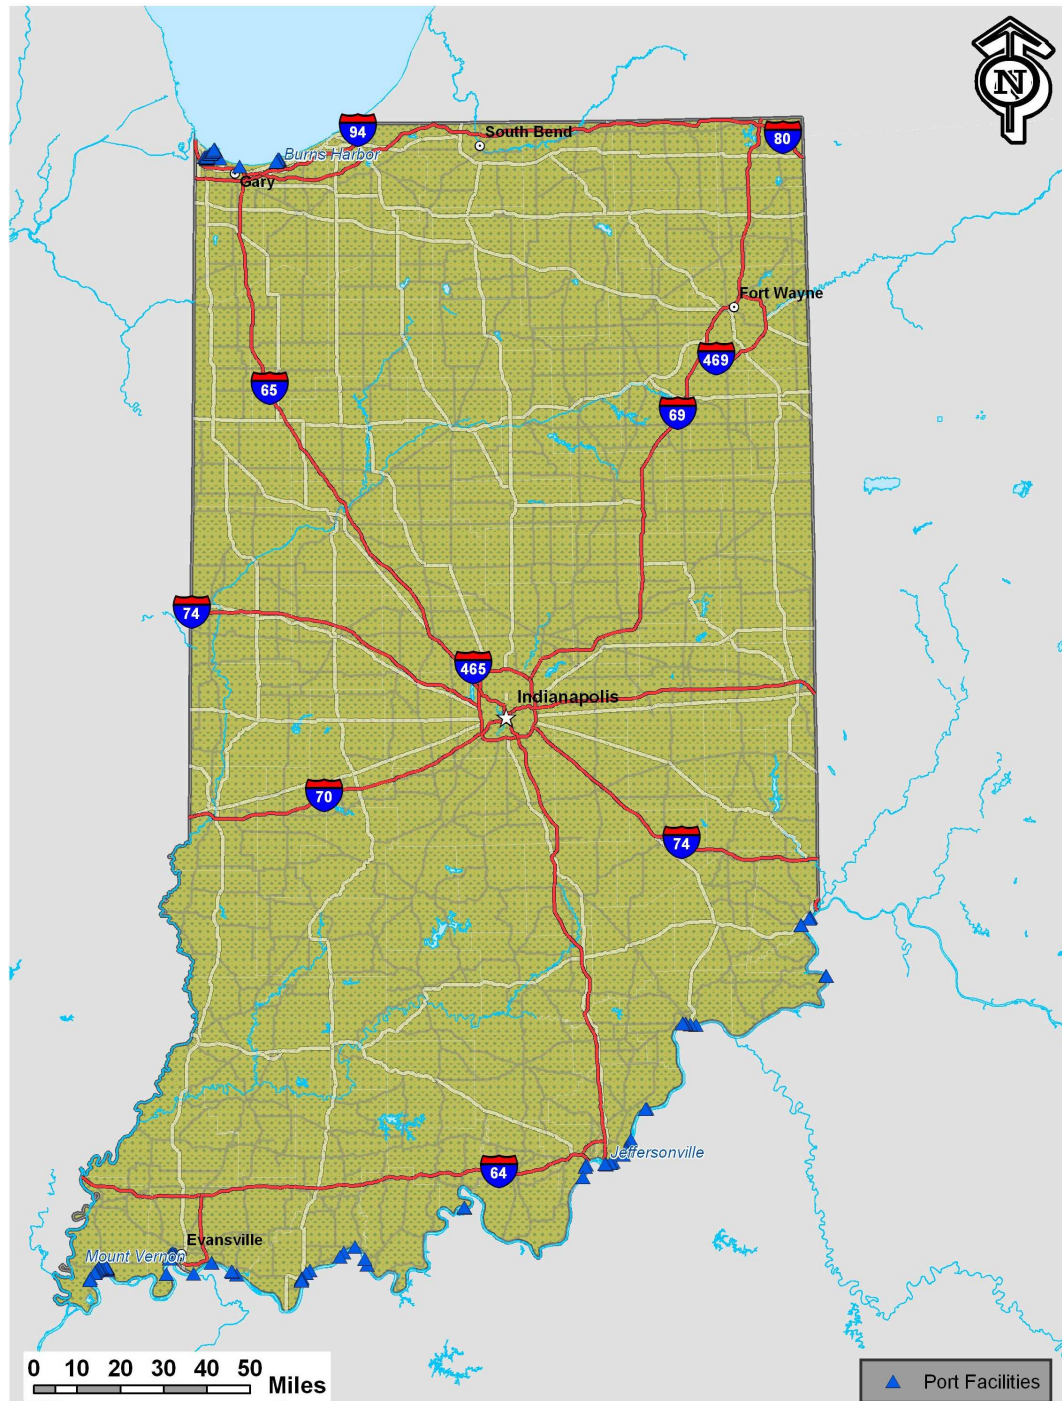 N
94
South Bend
80
Burns Harbor
Gary
Fort Wayne
469
65
69
74
465
Indianapolis
70
74
Jeffersonville
64
Evansville
Mount Vernon
0 10 20 30 40 50
Miles
Port Facilities